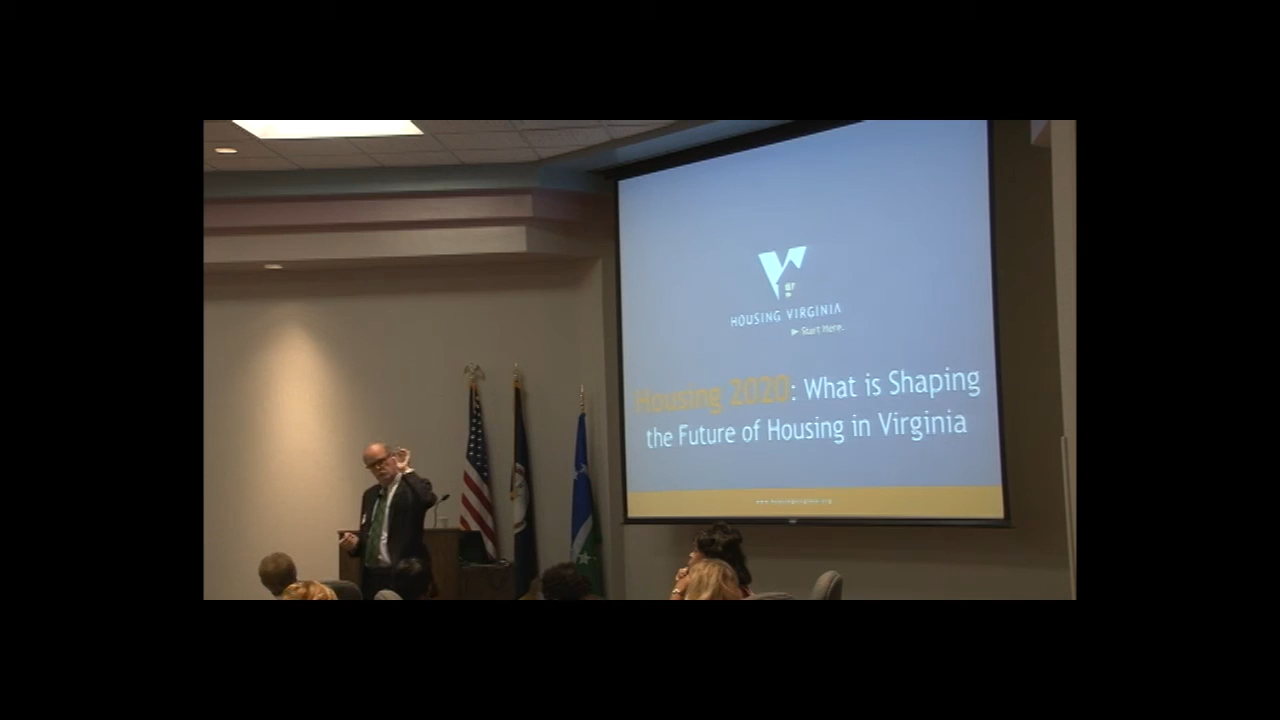 HOUSING VIRGINIA
Start Here.
Housing 2020: What is Shaping
the Future of Housing in Virginia